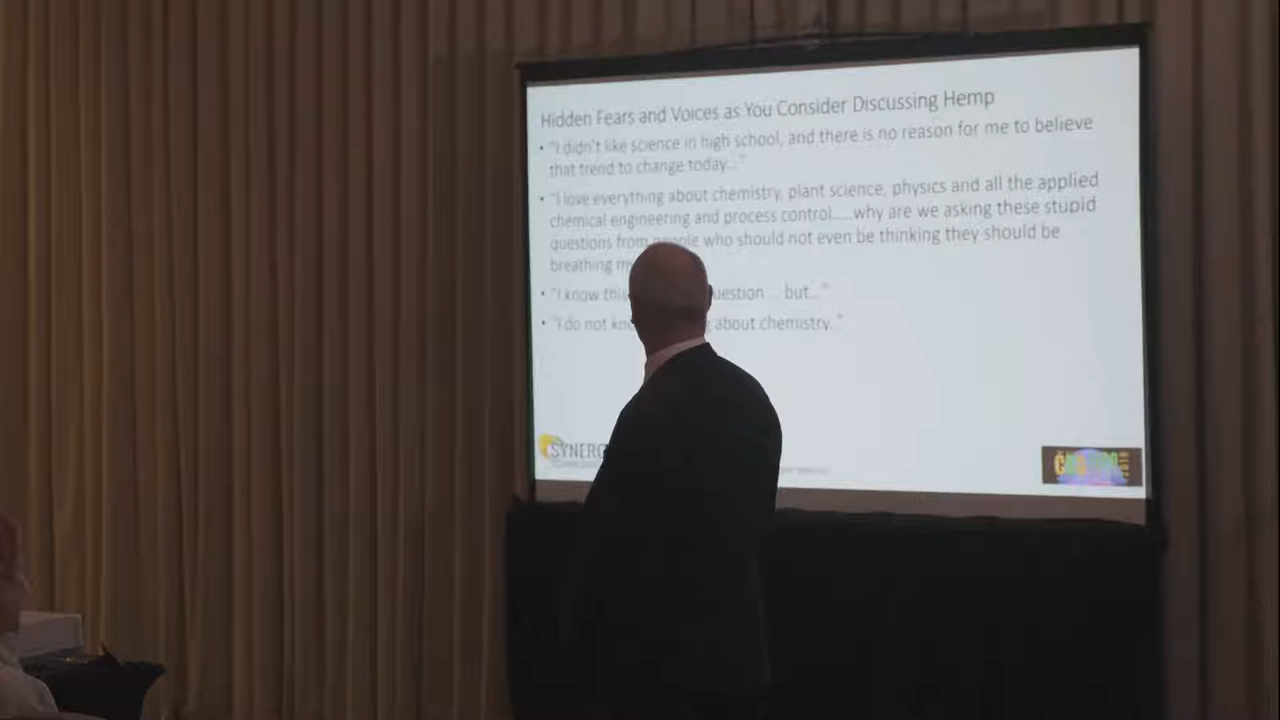 Hidden Fears and Voices as You Consider Discussing Hemp
• "I didn't like science in high school, and there is no reason for me to believe
that trend to change today..."
• "I love everything about chemistry, plant science, physics and all the applied
chemical engineering and process control.....why are we asking these stupid
questions from who should not even be thinking they should be
breathing
• "I know but..."
• "I do not about chemistry."
SYNERG